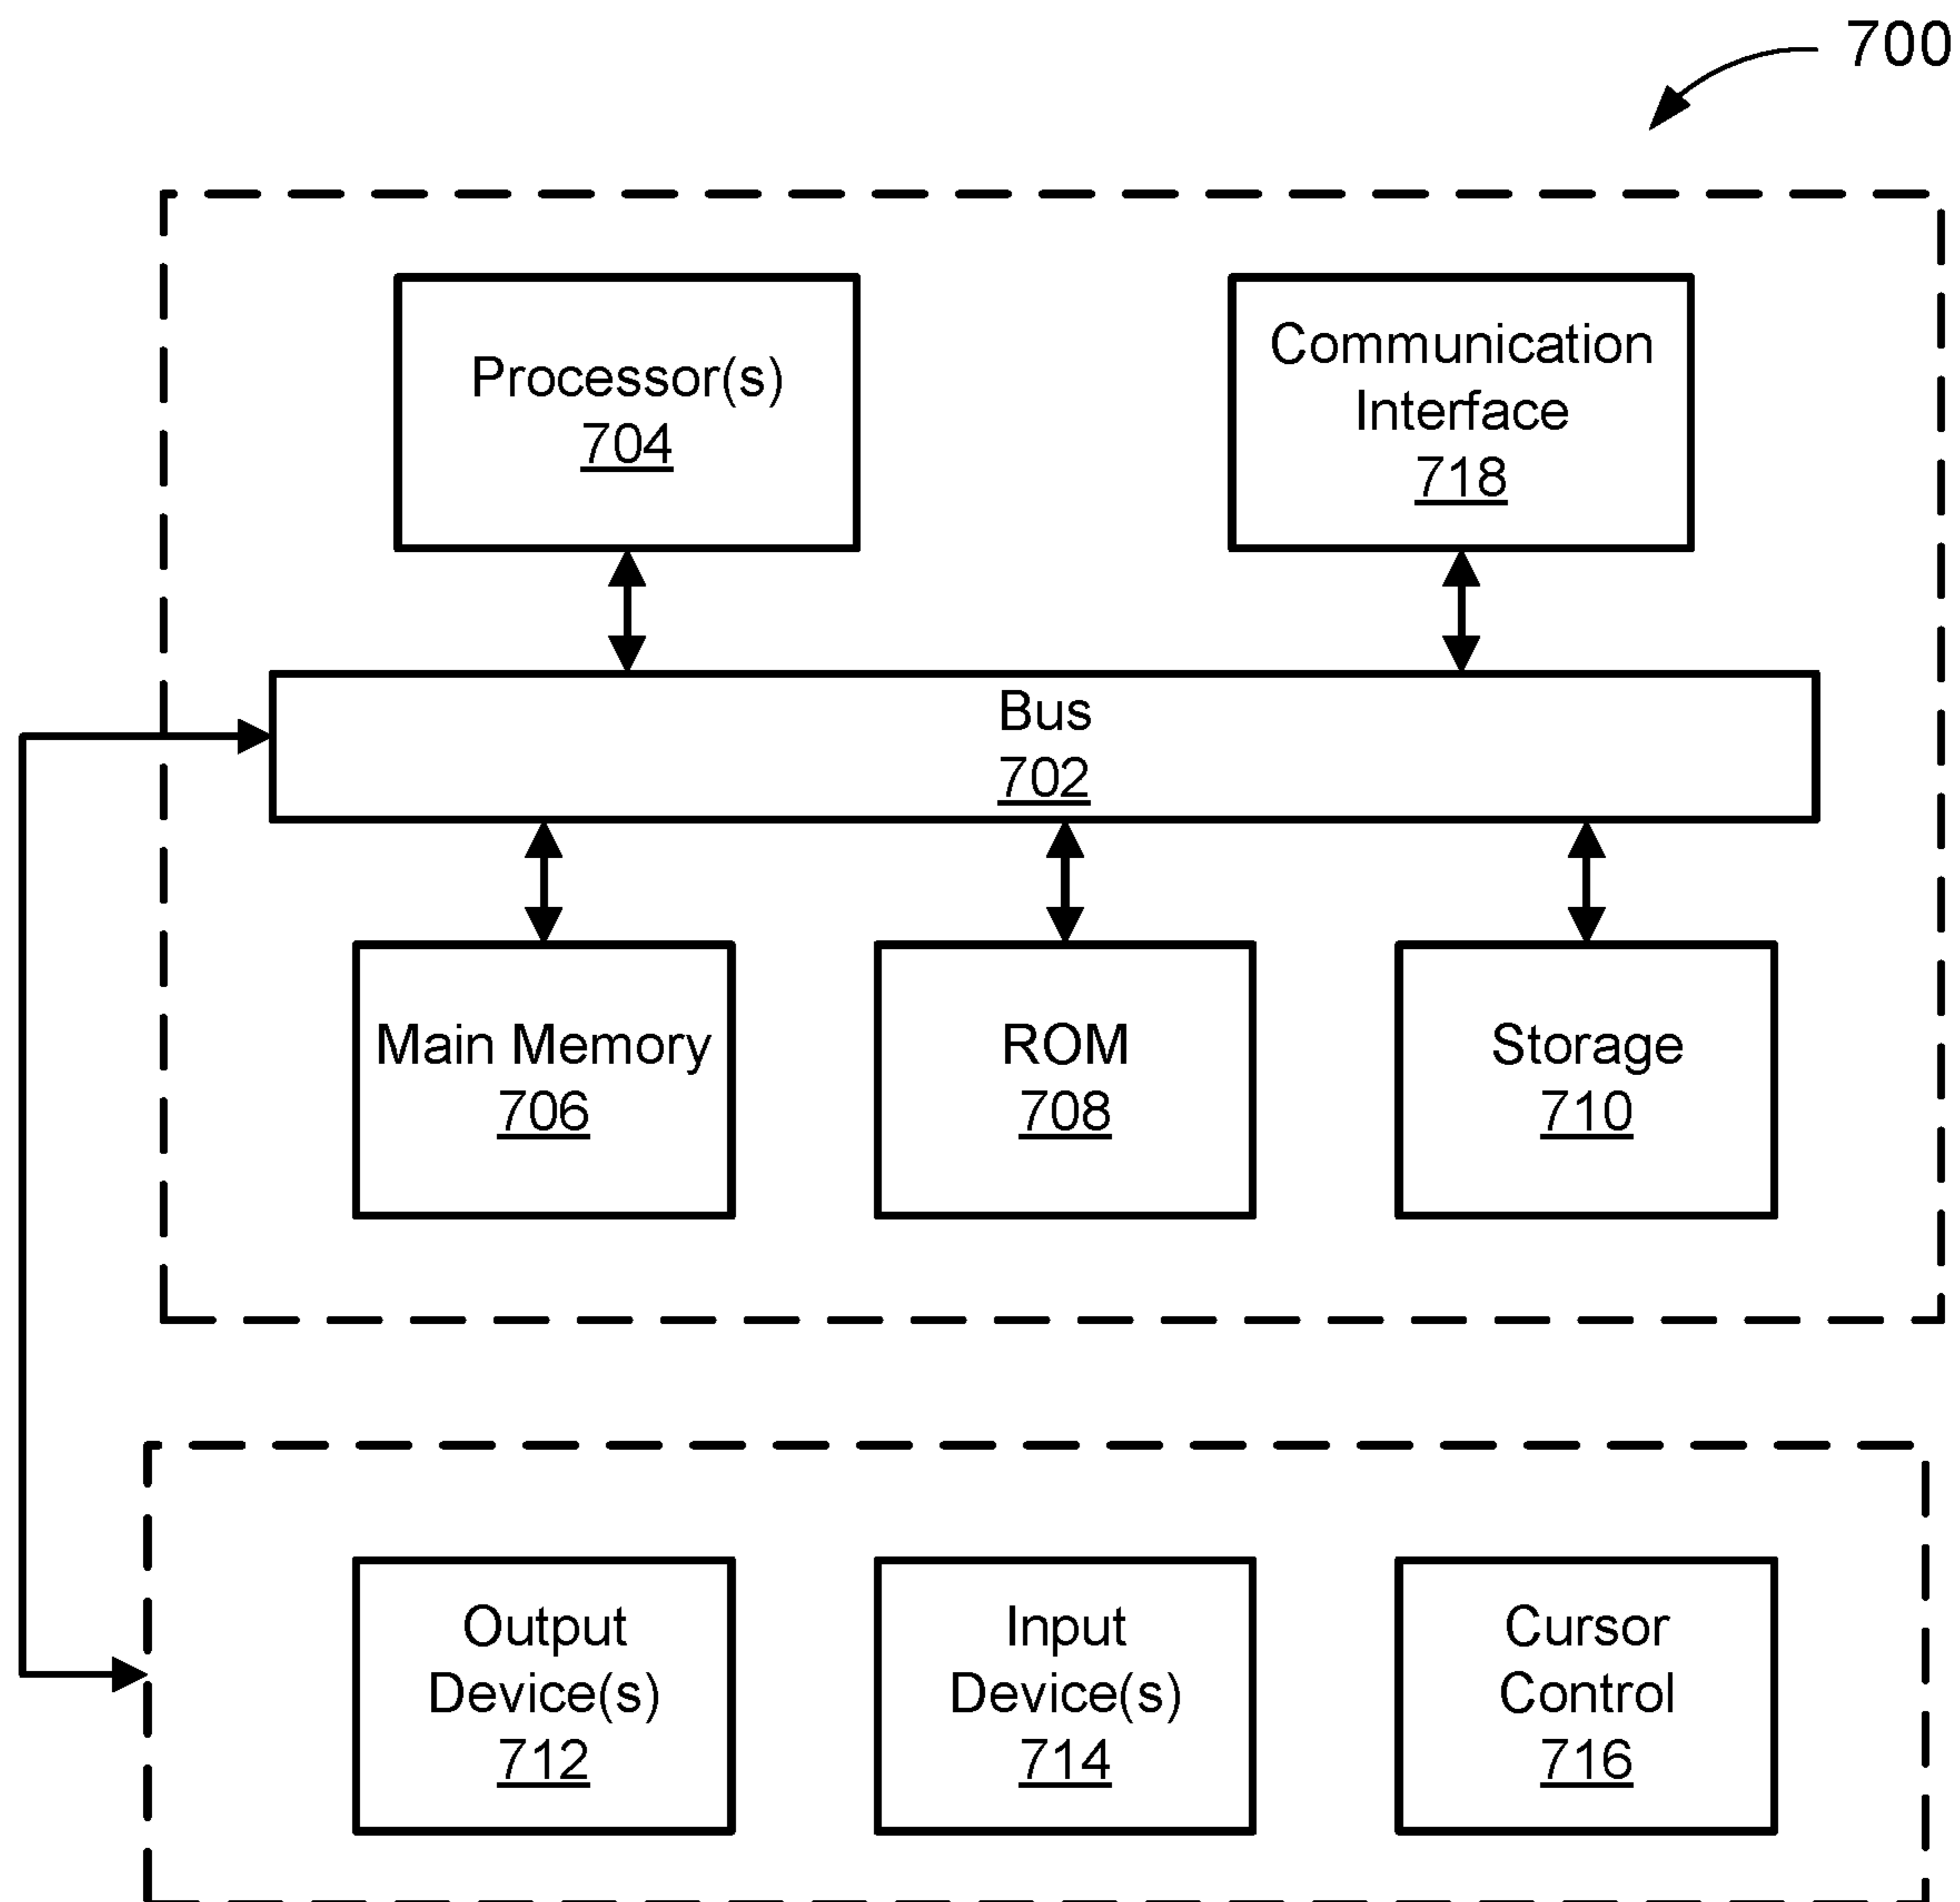 700
Processor(s)
704
Communication
Interface
718
Bus
702
Main Memory
706
ROM
708
Storage
710
Output
Device(s)
712
Input
Device(s)
714
Cursor
Control
716